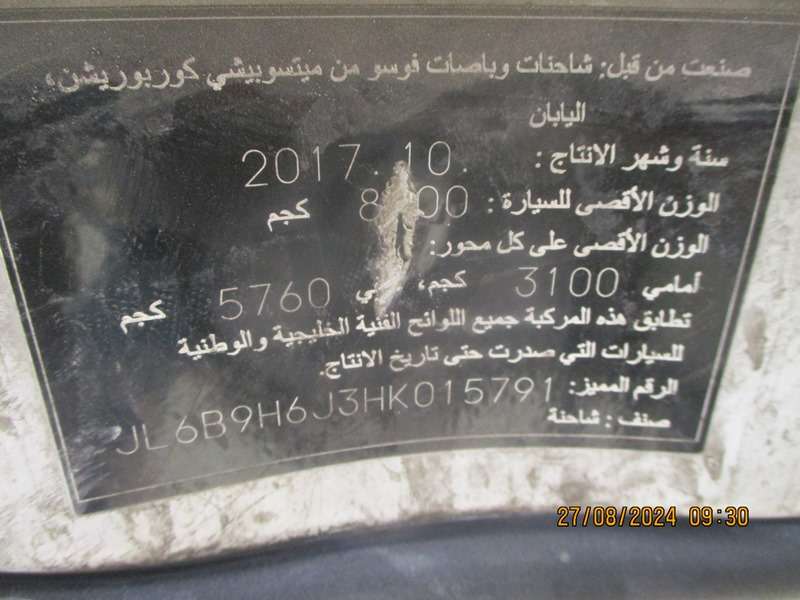 صنعت من قبل: شاحنات وباصات فوسو من ميتسوبيشي كوربوريشن،
اليابان
سنة وشهر الانتاج : 2017.10.
الوزن الأقصى للسيارة : كجم
الوزن الأقصى على كل محور:
أمامي 3100 كجم، 5760 كجم
تطابق هذه المركبة جميع اللوائح الفنية الخليجية والوطنية
للسيارات التي صدرت حتى تاريخ الانتاج.
الرقم المميز: JL6B9H6J3HK015791
صنف : شاحنة
27/08/2024 09:30